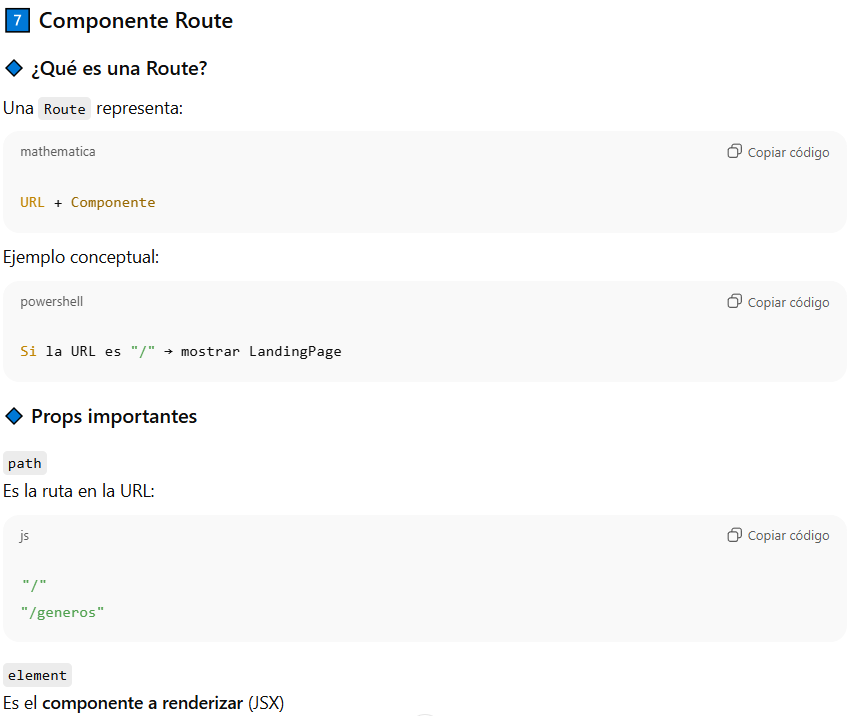 7 Componente Route
¿Qué es una Route?
Una Route representa:
mathematica Copiar código
URL + Componente
Ejemplo conceptual:
powershell Copiar código
Si la URL es "/" → mostrar LandingPage
Props importantes
path
Es la ruta en la URL:
js Copiar código
"/"
"/generos"
element
Es el componente a renderizar (JSX)